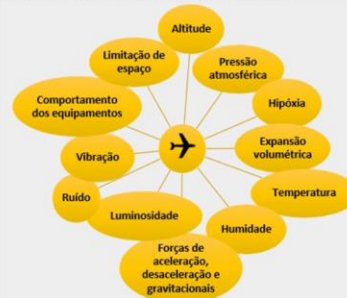 Altitude
Limitação de
espaço
Pressão
atmosférica
Comportamento
dos equipamentos
Hipóxia
Vibração
Expansão
volumétrica
Ruído
Temperatura
Luminosidade
Humidade
Forças de
aceleração,
desaceleração e
gravitacionais